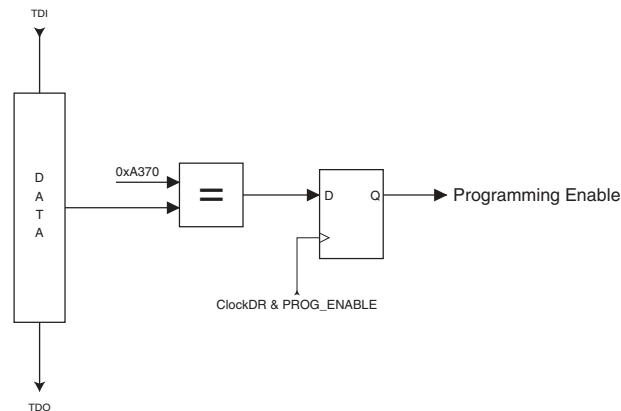 TDI
D
A
T
A
0xA370
=
D Q
Programming Enable
ClockDR & PROG_ENABLE
TDO